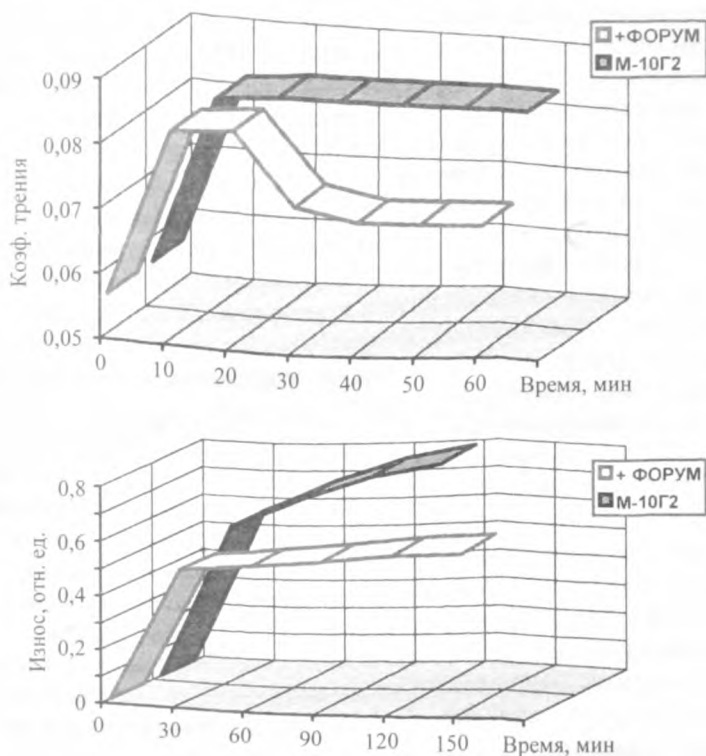 +ФОРУМ
М-10Г2
0,09
0,08
0,07
0,06
0,05
Коэф. трения
0 10 20 30 40 50 60 Время, мин
+ ФОРУМ
М-10Г2
0,8
0,6
0,4
0,2
0
Износ, отн. ед.
0 30 60 90 120 150 Время, мин